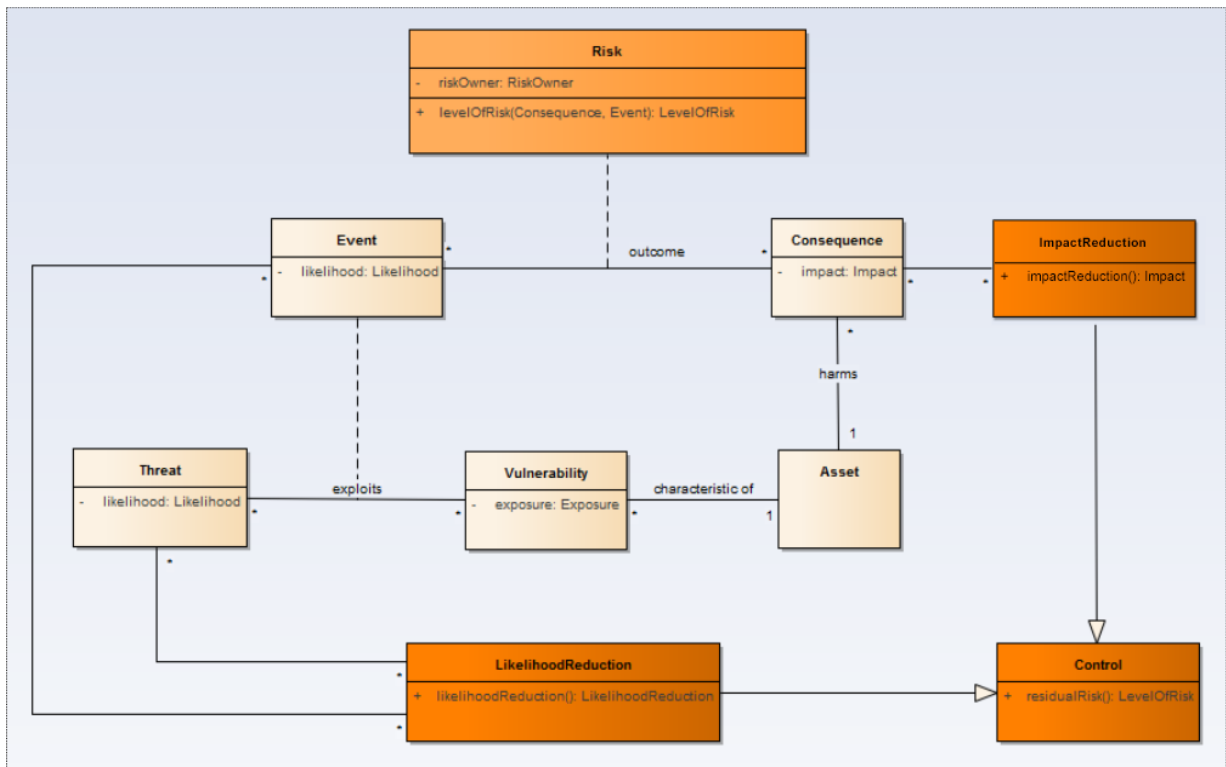 Risk
- riskOwner: RiskOwner
+ levelOfRisk(Consequence, Event): LevelOfRisk
Event
- likelihood: Likelihood
*
*
outcome
*
Consequence
- impact: Impact
*
*
ImpactReduction
+ impactReduction(): Impact
*
harms
1
Threat
- likelihood: Likelihood
*
exploits
*
Vulnerability
- exposure: Exposure
*
characteristic of
1
Asset
*
*
*
LikelihoodReduction
+ likelihoodReduction(): LikelihoodReduction
Control
+ residualRisk(): LevelOfRisk